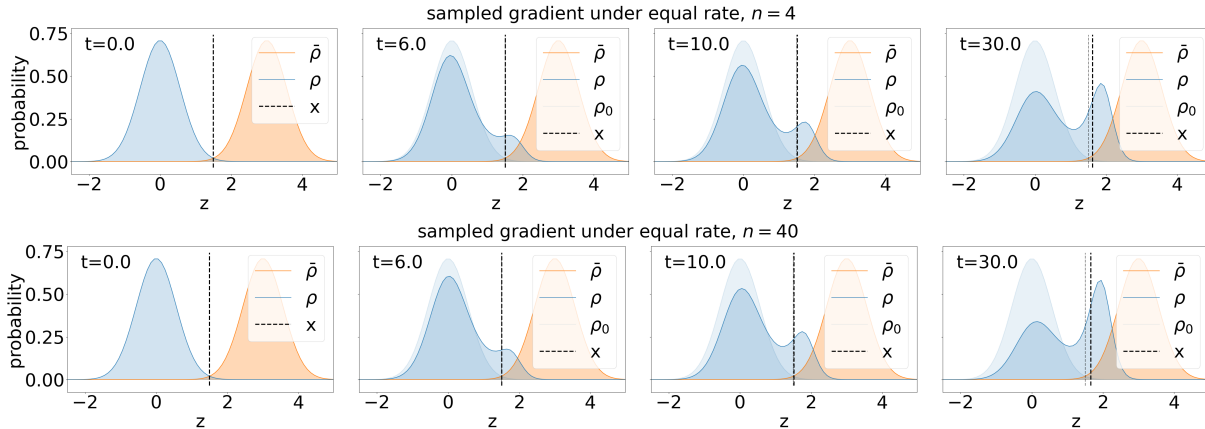 sampled gradient under equal rate, n = 4
probability
0.75
0.50
0.25
0.00
t=0.0
ρ̄
ρ
x
−2 0 2 4
z
t=6.0
ρ̄
ρ
ρ₀
x
−2 0 2 4
z
t=10.0
ρ̄
ρ
ρ₀
x
−2 0 2 4
z
t=30.0
ρ̄
ρ
ρ₀
x
−2 0 2 4
z
sampled gradient under equal rate, n = 40
probability
0.75
0.50
0.25
0.00
t=0.0
ρ̄
ρ
x
−2 0 2 4
z
t=6.0
ρ̄
ρ
ρ₀
x
−2 0 2 4
z
t=10.0
ρ̄
ρ
ρ₀
x
−2 0 2 4
z
t=30.0
ρ̄
ρ
ρ₀
x
−2 0 2 4
z